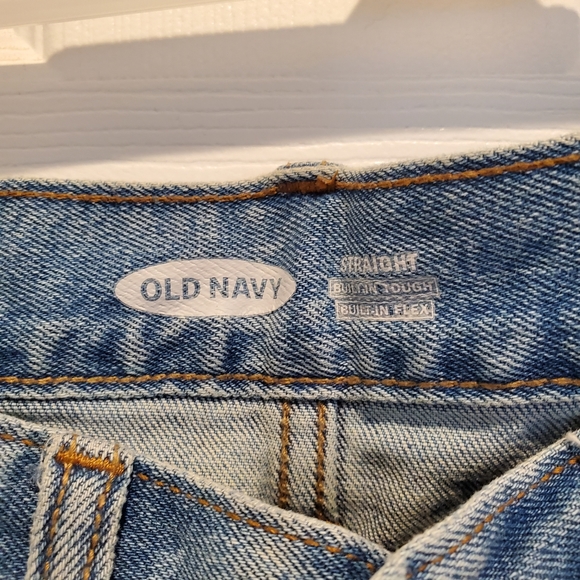 OLD NAVY
STRAIGHT
BUILT-IN TOUGH
BUILT-IN FLEX